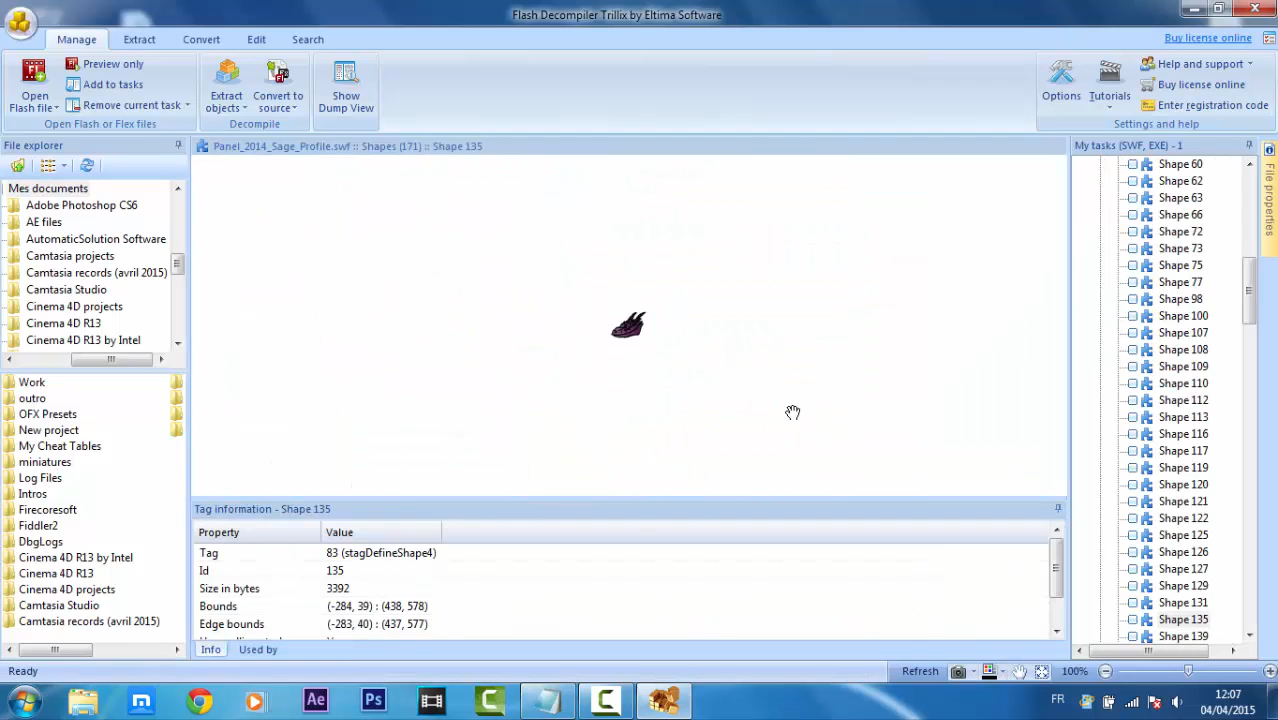 Flash Decompiler Trillix by Eltima Software
Manage Extract Convert Edit Search
Buy license online
Open Flash file
Preview only
Add to tasks
Remove current task
Open Flash or Flex files
Extract objects
Convert to source
Decompile
Show Dump View
Options
Tutorials
Help and support
Buy license online
Enter registration code
Settings and help
File explorer
Mes documents
Adobe Photoshop CS6
AE files
AutomaticSolution Software
Camtasia projects
Camtasia records (avril 2015)
Camtasia Studio
Cinema 4D projects
Cinema 4D R13
Cinema 4D R13 by Intel
Work
outro
OFX Presets
New project
My Cheat Tables
miniatures
Log Files
Intros
Firecoresoft
Fiddler2
DbgLogs
Cinema 4D R13 by Intel
Cinema 4D R13
Cinema 4D projects
Camtasia Studio
Camtasia records (avril 2015)
Panel_2014_Sage_Profile.swf :: Shapes (171) :: Shape 135
Tag information - Shape 135
Property Value
Tag 83 (stagDefineShape4)
Id 135
Size in bytes 3392
Bounds (-284, 39) : (438, 578)
Edge bounds (-283, 40) : (437, 577)
Info Used by
My tasks (SWF, EXE) - 1
Shape 60
Shape 62
Shape 63
Shape 66
Shape 72
Shape 73
Shape 75
Shape 77
Shape 98
Shape 100
Shape 107
Shape 108
Shape 109
Shape 110
Shape 112
Shape 113
Shape 116
Shape 117
Shape 119
Shape 120
Shape 121
Shape 122
Shape 125
Shape 126
Shape 127
Shape 129
Shape 131
Shape 135
Shape 139
File properties
Ready
Refresh
100%
Ae
Ps
FR
12:07
04/04/2015